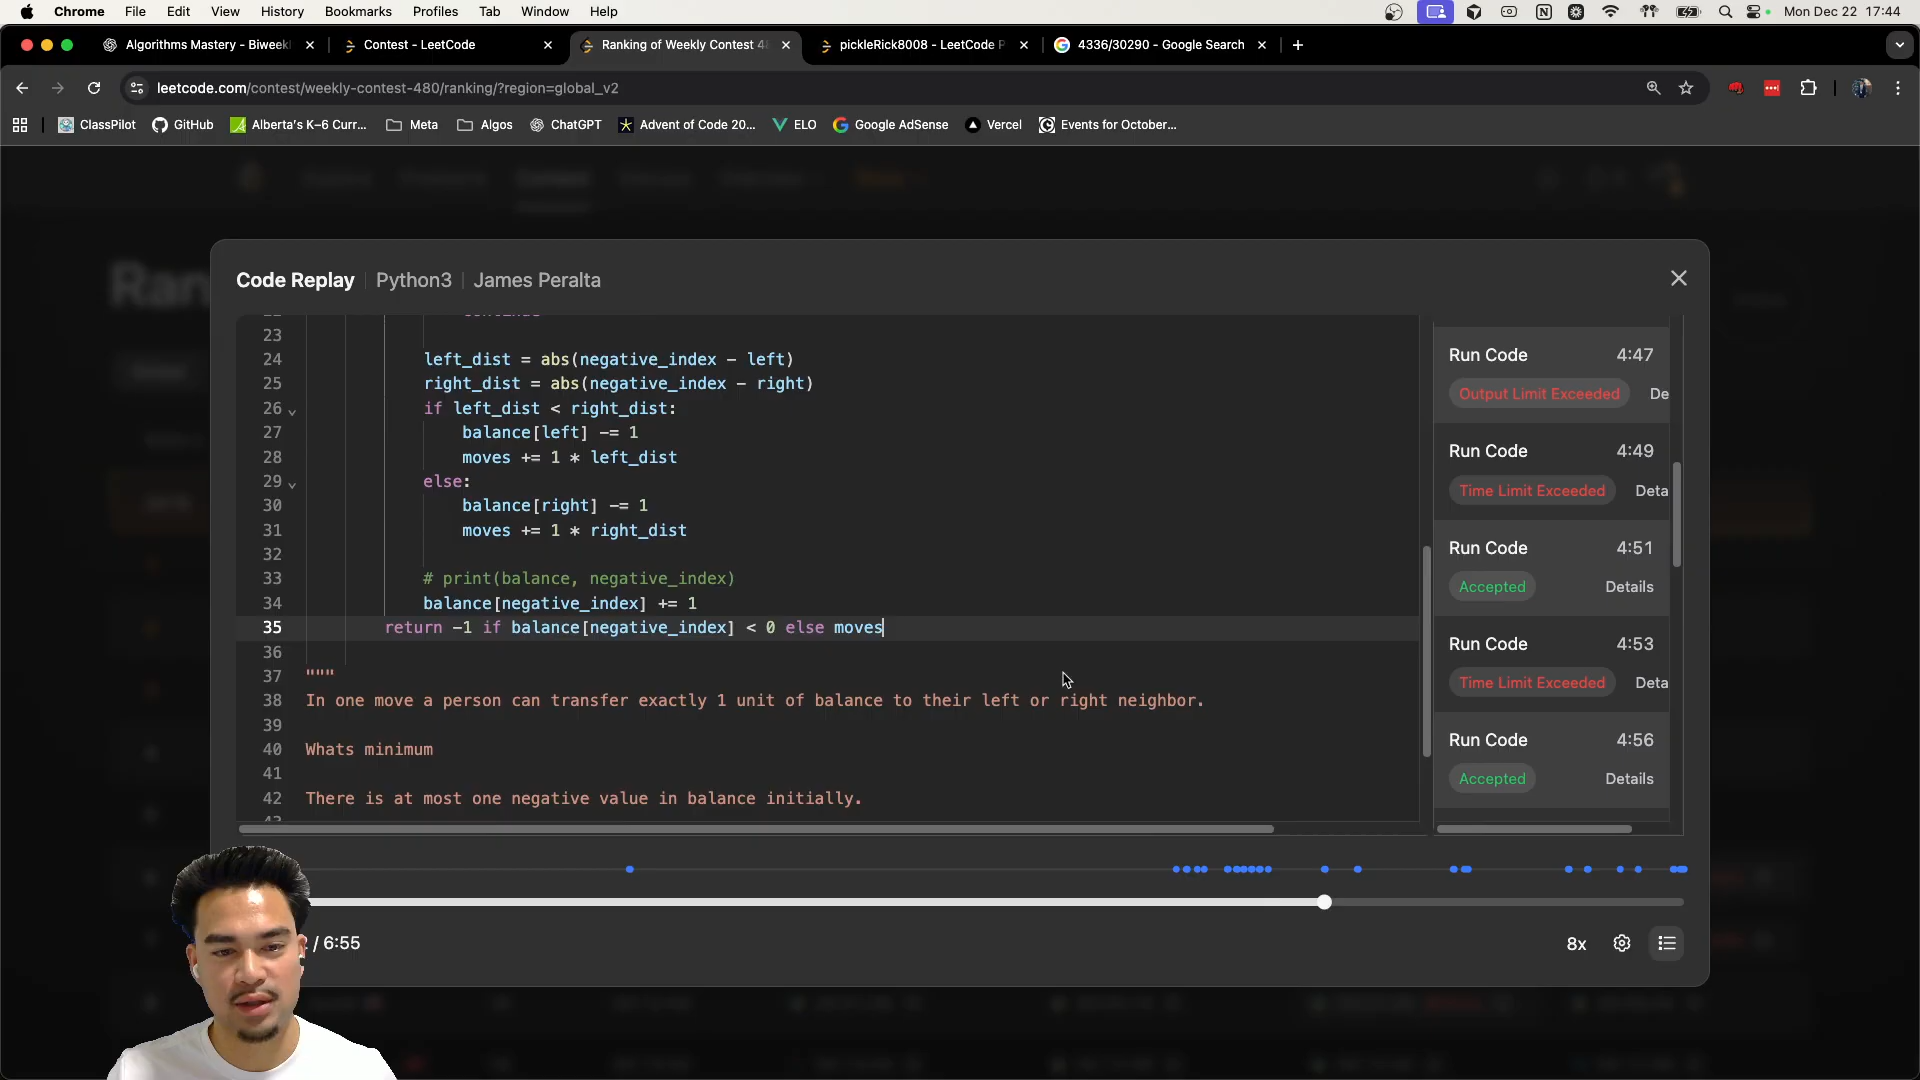 Chrome File Edit View History Bookmarks Profiles Tab Window Help Mon Dec 22 17:44
Algorithms Mastery - Biweekl Contest - LeetCode Ranking of Weekly Contest 4 pickleRick8008 - LeetCode P 4336/30290 - Google Search
leetcode.com/contest/weekly-contest-480/ranking/?region=global_v2
ClassPilot GitHub Alberta's K–6 Curr... Meta Algos ChatGPT Advent of Code 20... ELO Google AdSense Vercel Events for October...
Code Replay | Python3 | James Peralta
23
24 left_dist = abs(negative_index - left)
25 right_dist = abs(negative_index - right)
26 if left_dist < right_dist:
27 balance[left] -= 1
28 moves += 1 * left_dist
29 else:
30 balance[right] -= 1
31 moves += 1 * right_dist
32
33 # print(balance, negative_index)
34 balance[negative_index] += 1
35 return -1 if balance[negative_index] < 0 else moves
36
37 """
38 In one move a person can transfer exactly 1 unit of balance to their left or right neighbor.
39
40 Whats minimum
41
42 There is at most one negative value in balance initially.
Run Code 4:47
Output Limit Exceeded De
Run Code 4:49
Time Limit Exceeded Deta
Run Code 4:51
Accepted Details
Run Code 4:53
Time Limit Exceeded Deta
Run Code 4:56
Accepted Details
/ 6:55
8x